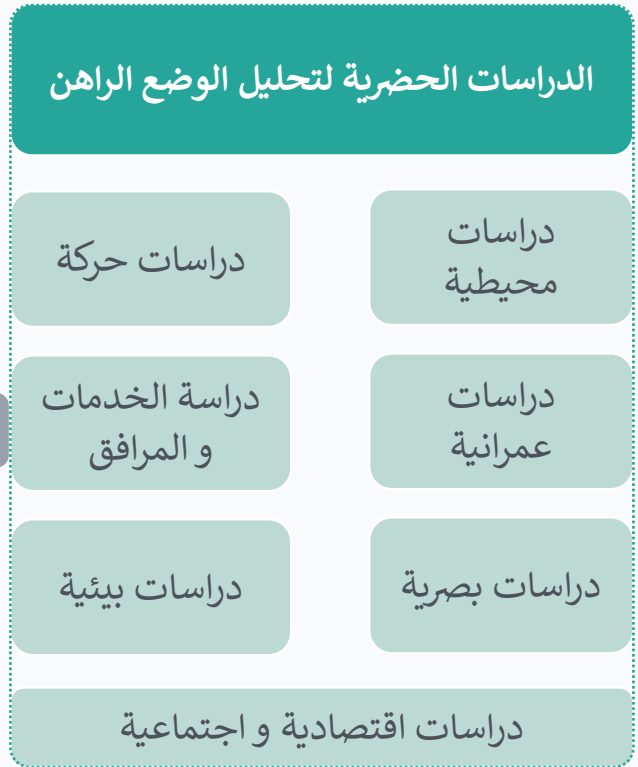 الدراسات الحضرية لتحليل الوضع الراهن
دراسات
محيطية
دراسات حركة
دراسات
عمرانية
دراسة الخدمات
و المرافق
دراسات بصرية
دراسات بيئية
دراسات اقتصادية و اجتماعية